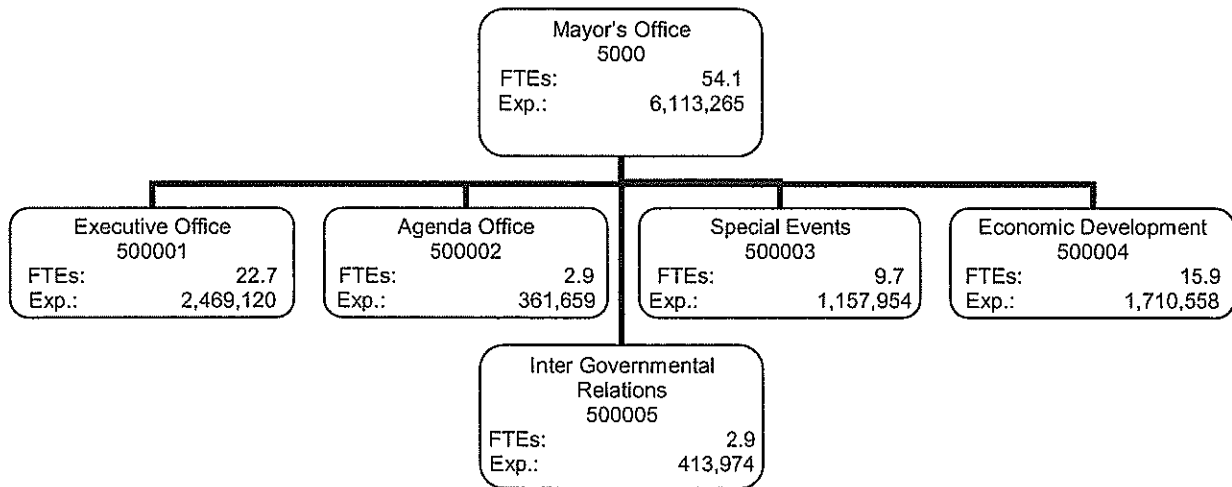 Mayor's Office
5000
FTEs: 54.1
Exp.: 6,113,265
Executive Office
500001
FTEs: 22.7
Exp.: 2,469,120
Agenda Office
500002
FTEs: 2.9
Exp.: 361,659
Special Events
500003
FTEs: 9.7
Exp.: 1,157,954
Economic Development
500004
FTEs: 15.9
Exp.: 1,710,558
Inter Governmental
Relations
500005
FTEs: 2.9
Exp.: 413,974